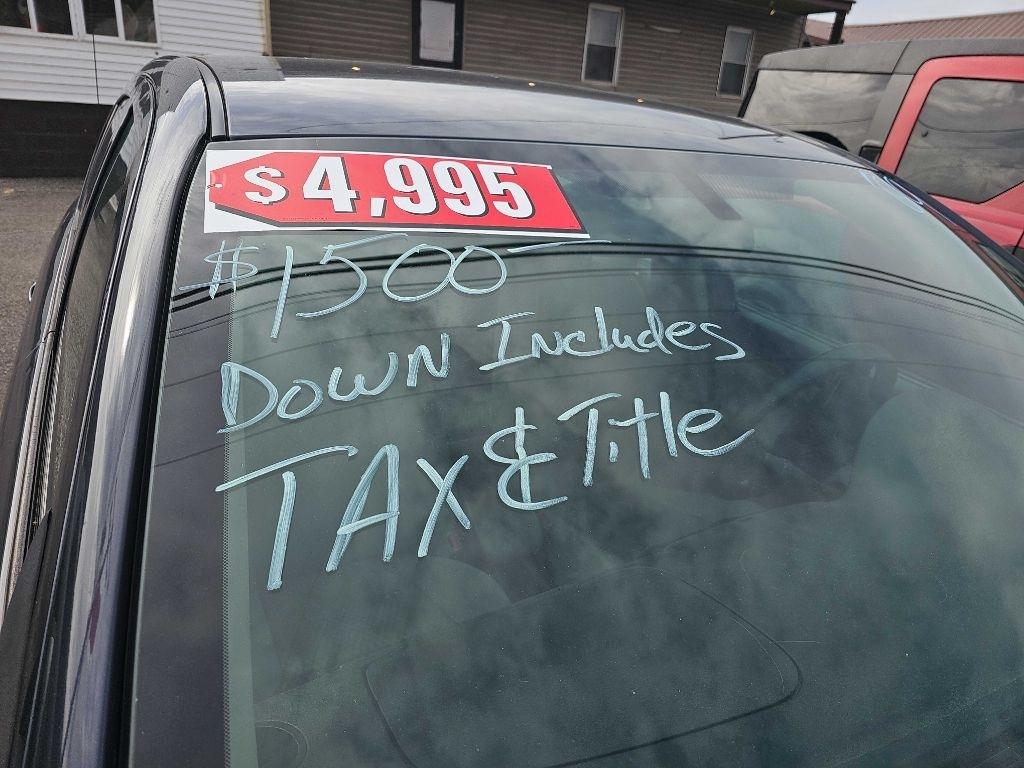 $4,995
$1500
DOWN Includes
TAX & Title